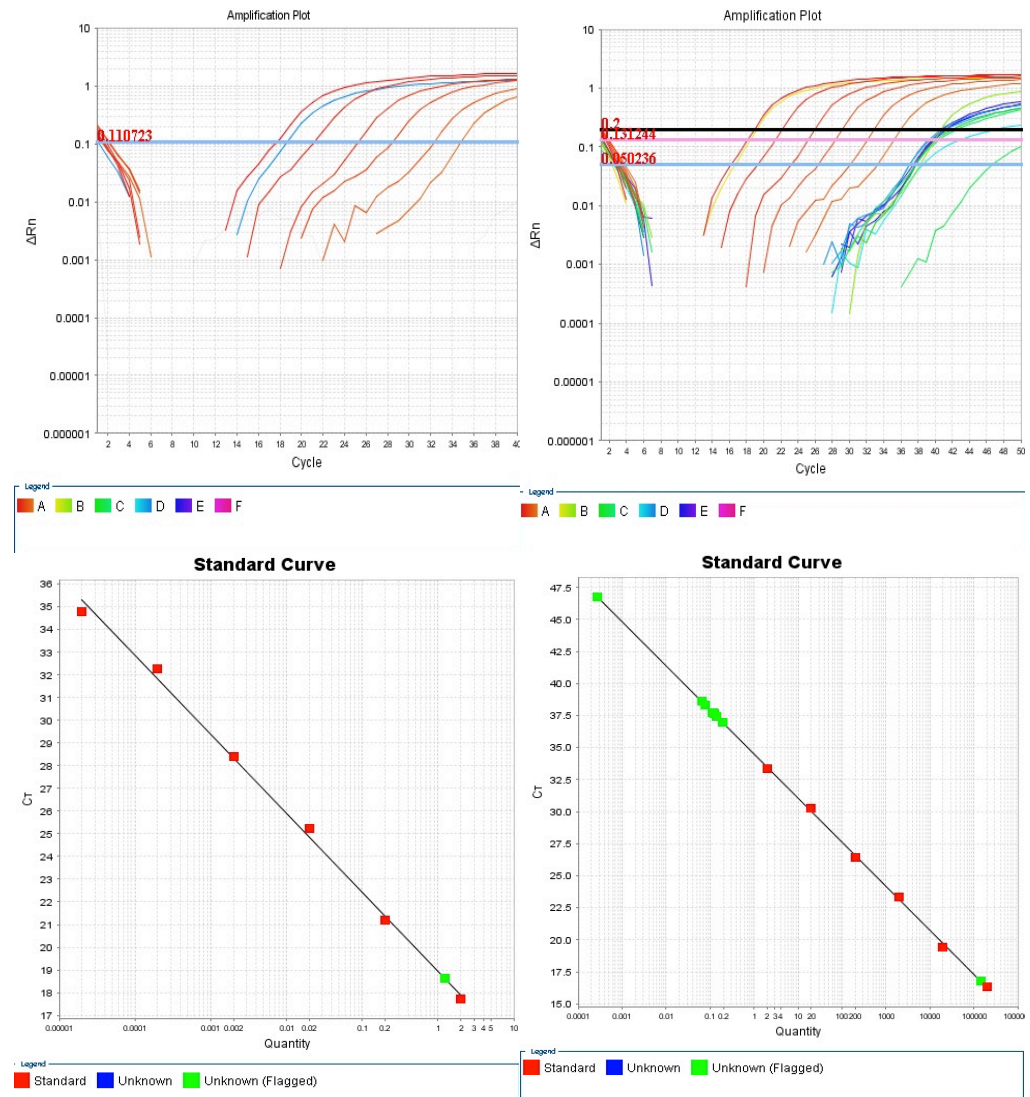 Amplification Plot
10
1
0.1
0.01
0.001
0.0001
0.00001
0.000001
0.110723
ΔRn
2 4 6 8 10 12 14 16 18 20 22 24 26 28 30 32 34 36 38 40
Cycle
Legend
A B C D E F
Amplification Plot
10
1
0.1
0.01
0.001
0.0001
0.00001
0.000001
0.2
0.131244
0.050236
ΔRn
2 4 6 8 10 12 14 16 18 20 22 24 26 28 30 32 34 36 38 40 42 44 46 48 50
Cycle
Legend
A B C D E F
Standard Curve
36
35
34
33
32
31
30
29
28
27
26
25
24
23
22
21
20
19
18
17
CT
0.00001 0.0001 0.001 0.002 0.01 0.02 0.1 0.2 1 2 3 4 5 10
Quantity
Legend
Standard Unknown Unknown (Flagged)
Standard Curve
47.5
45.0
42.5
40.0
37.5
35.0
32.5
30.0
27.5
25.0
22.5
20.0
17.5
15.0
CT
0.0001 0.001 0.01 0.1 0.2 1 2 3 4 10 20 100 200 1000 10000 100000 100000
Quantity
Legend
Standard Unknown Unknown (Flagged)